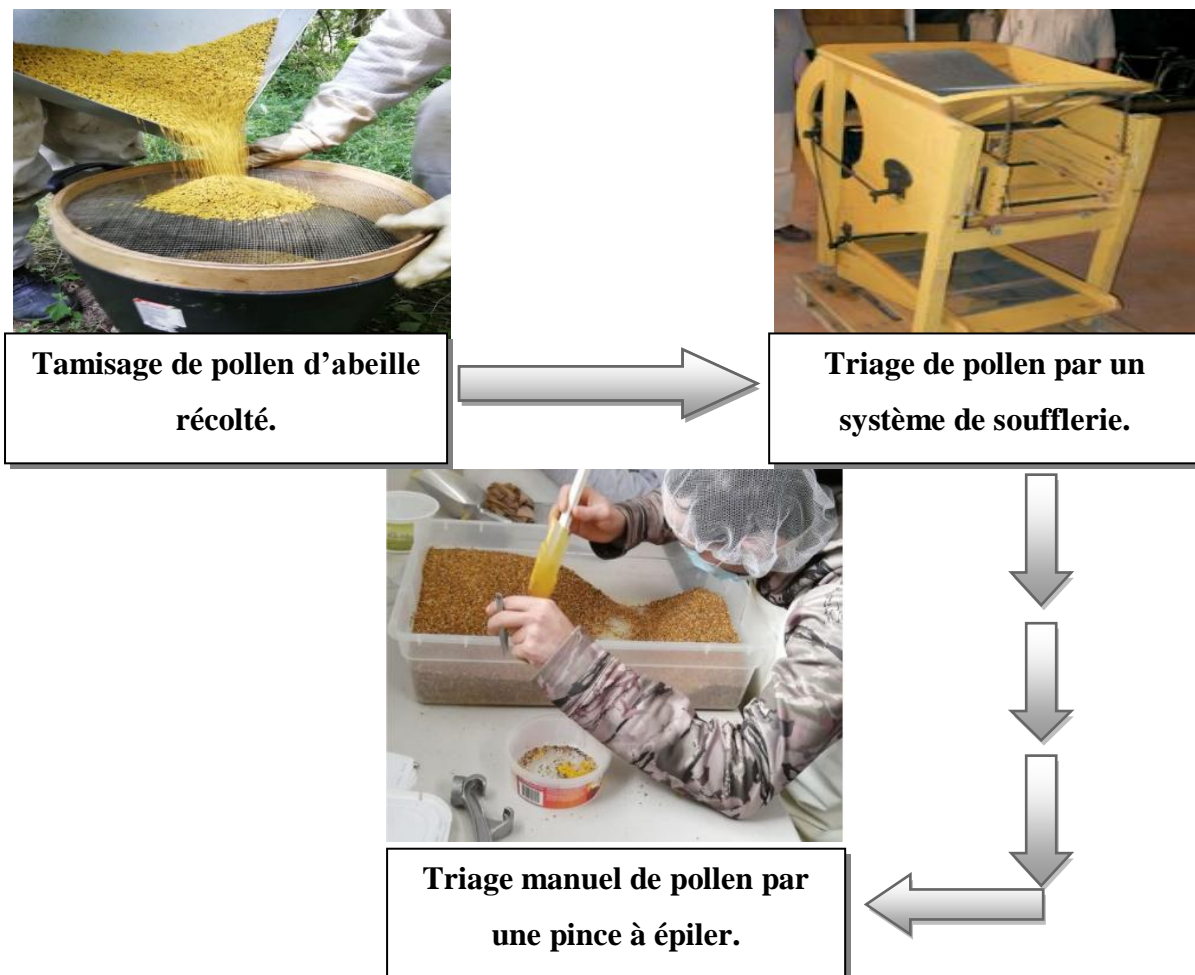 Tamisage de pollen d’abeille
récolté.
Triage de pollen par un
système de soufflerie.
Triage manuel de pollen par
une pince à épiler.